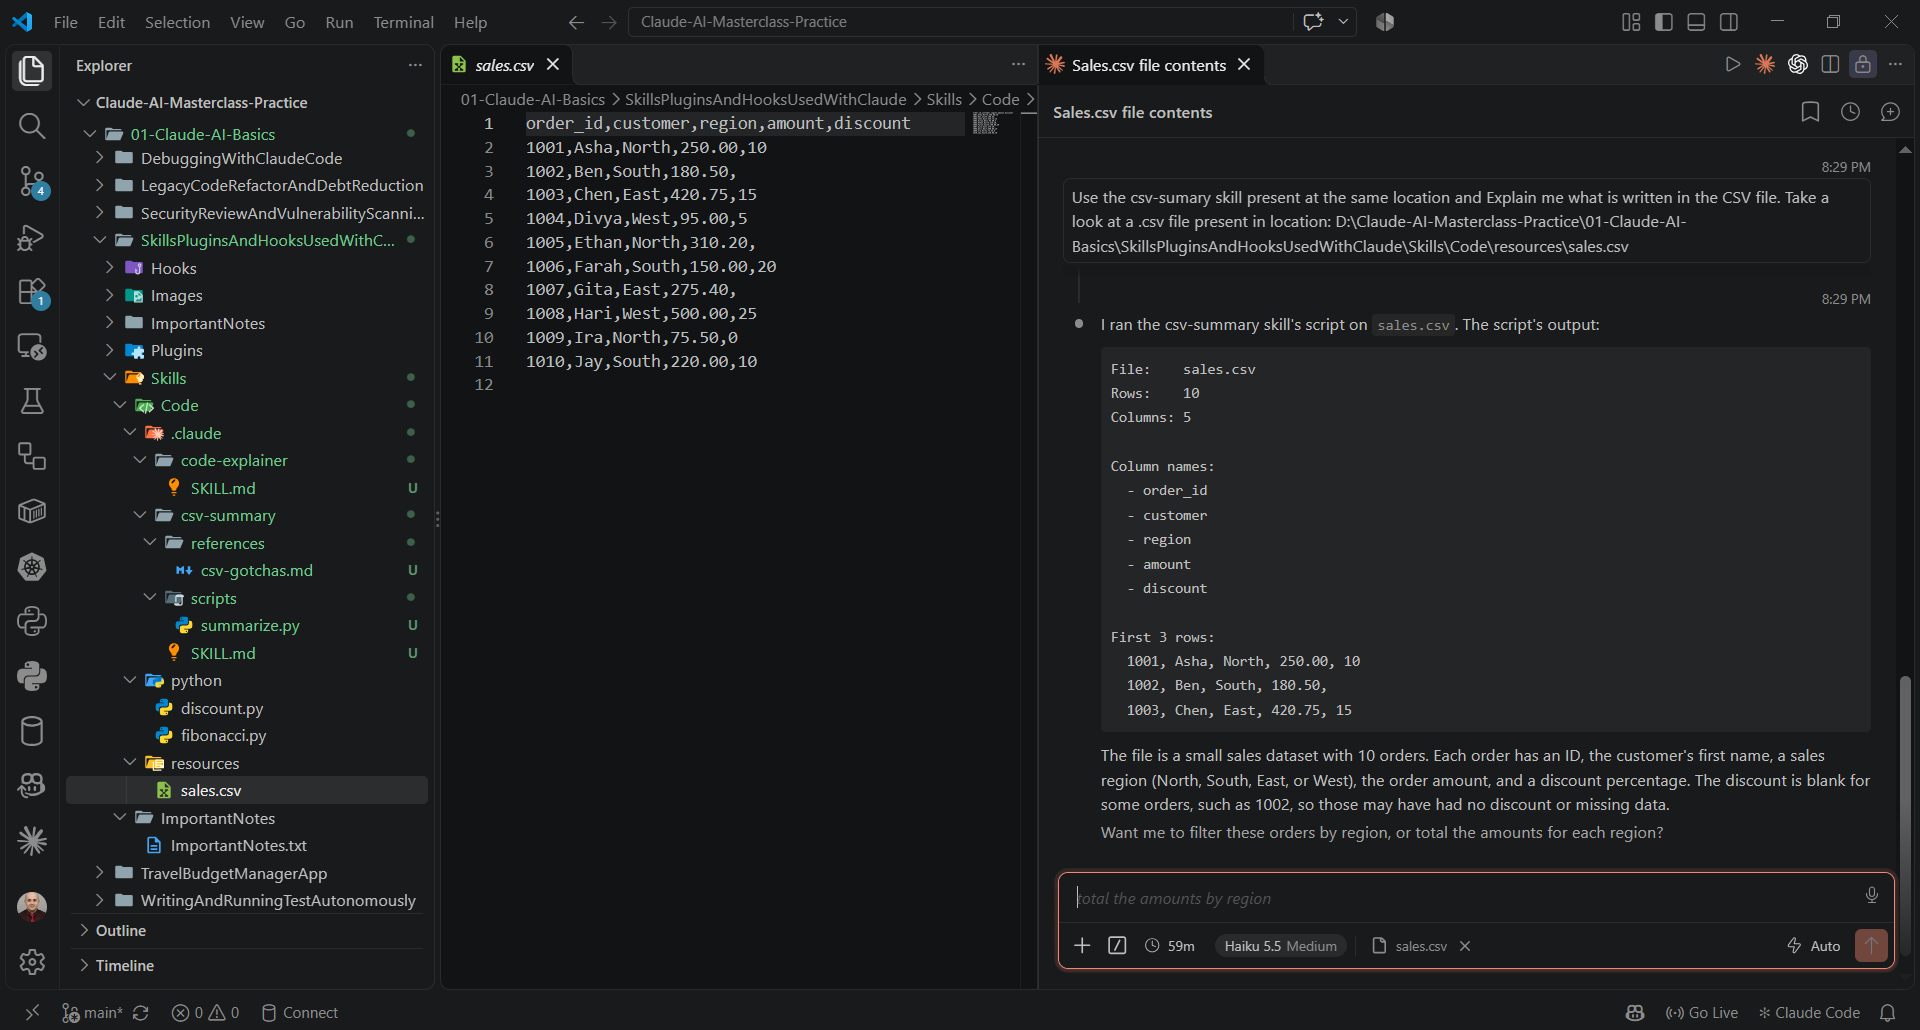 File Edit Selection View Go Run Terminal Help
Claude-AI-Masterclass-Practice
Explorer
Claude-AI-Masterclass-Practice
01-Claude-AI-Basics
DebuggingWithClaudeCode
LegacyCodeRefactorAndDebtReduction
SecurityReviewAndVulnerabilityScanni...
SkillsPluginsAndHooksUsedWithC...
Hooks
Images
ImportantNotes
Plugins
Skills
Code
.claude
code-explainer
SKILL.md U
csv-summary
references
csv-gotchas.md U
scripts
summarize.py U
SKILL.md U
python
discount.py
fibonacci.py
resources
sales.csv
ImportantNotes
ImportantNotes.txt
TravelBudgetManagerApp
WritingAndRunningTestAutonomously
Outline
Timeline
4
1
sales.csv
01-Claude-AI-Basics > SkillsPluginsAndHooksUsedWithClaude > Skills > Code >
1 order_id,customer,region,amount,discount
2 1001,Asha,North,250.00,10
3 1002,Ben,South,180.50,
4 1003,Chen,East,420.75,15
5 1004,Divya,West,95.00,5
6 1005,Ethan,North,310.20,
7 1006,Farah,South,150.00,20
8 1007,Gita,East,275.40,
9 1008,Hari,West,500.00,25
10 1009,Ira,North,75.50,0
11 1010,Jay,South,220.00,10
12
Sales.csv file contents
Sales.csv file contents
8:29 PM
Use the csv-sumary skill present at the same location and Explain me what is written in the CSV file. Take a
look at a .csv file present in location: D:\Claude-AI-Masterclass-Practice\01-Claude-AI-
Basics\SkillsPluginsAndHooksUsedWithClaude\Skills\Code\resources\sales.csv
8:29 PM
I ran the csv-summary skill's script on sales.csv. The script's output:
File: sales.csv
Rows: 10
Columns: 5
Column names:
- order_id
- customer
- region
- amount
- discount
First 3 rows:
1001, Asha, North, 250.00, 10
1002, Ben, South, 180.50,
1003, Chen, East, 420.75, 15
The file is a small sales dataset with 10 orders. Each order has an ID, the customer's first name, a sales
region (North, South, East, or West), the order amount, and a discount percentage. The discount is blank for
some orders, such as 1002, so those may have had no discount or missing data.
Want me to filter these orders by region, or total the amounts for each region?
total the amounts by region
59m Haiku 5.5 Medium sales.csv Auto
main* 0 0 Connect Go Live Claude Code